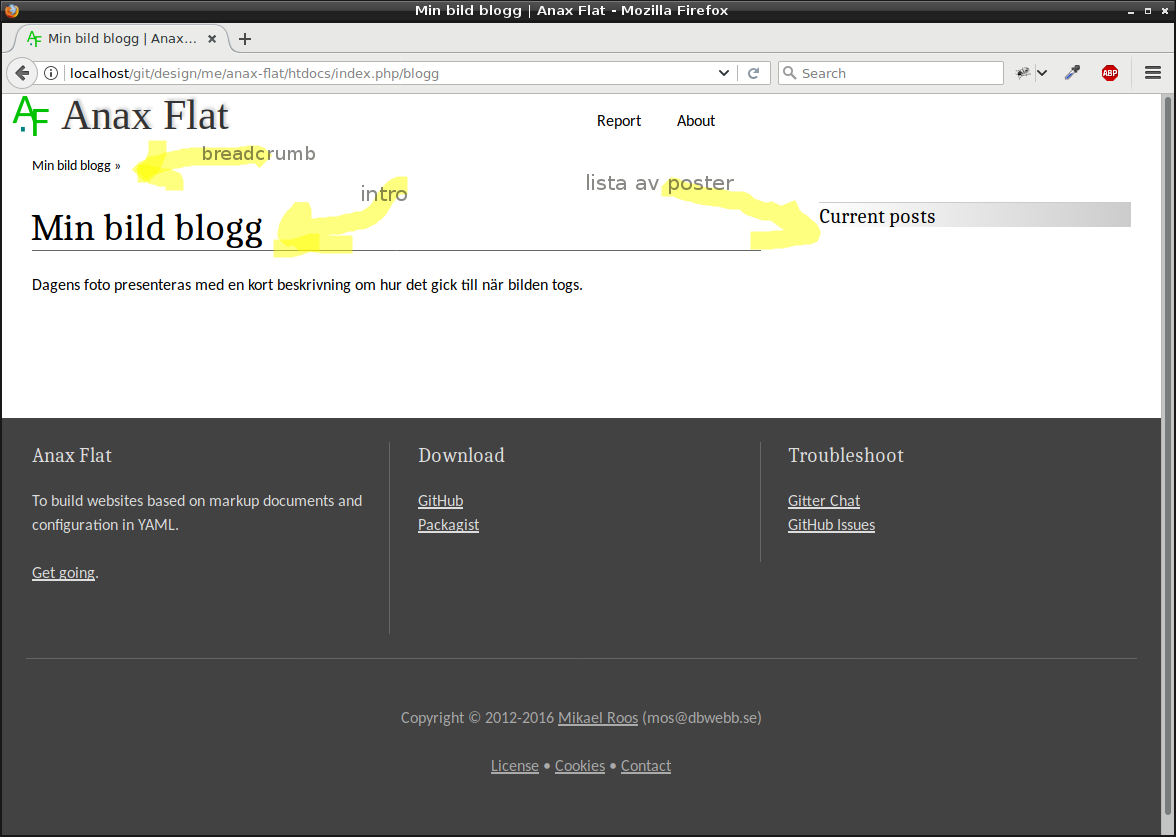 Min bild blogg | Anax Flat - Mozilla Firefox
Min bild blogg | Anax...
localhost/git/design/me/anax-flat/htdocs/index.php/blogg
Search
ABP
AF Anax Flat
Report About
breadcrumb
Min bild blogg »
intro
lista av poster
Min bild blogg
Current posts
Dagens foto presenteras med en kort beskrivning om hur det gick till när bilden togs.
Anax Flat
To build websites based on markup documents and
configuration in YAML.
Get going.
Download
GitHub
Packagist
Troubleshoot
Gitter Chat
GitHub Issues
Copyright © 2012-2016 Mikael Roos (mos@dbwebb.se)
License • Cookies • Contact